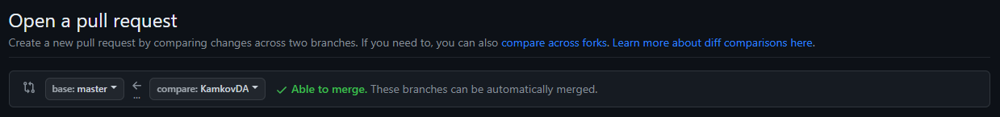 Open a pull request
Create a new pull request by comparing changes across two branches. If you need to, you can also compare across forks. Learn more about diff comparisons here.
base: master ... compare: KamkovDA Able to merge. These branches can be automatically merged.